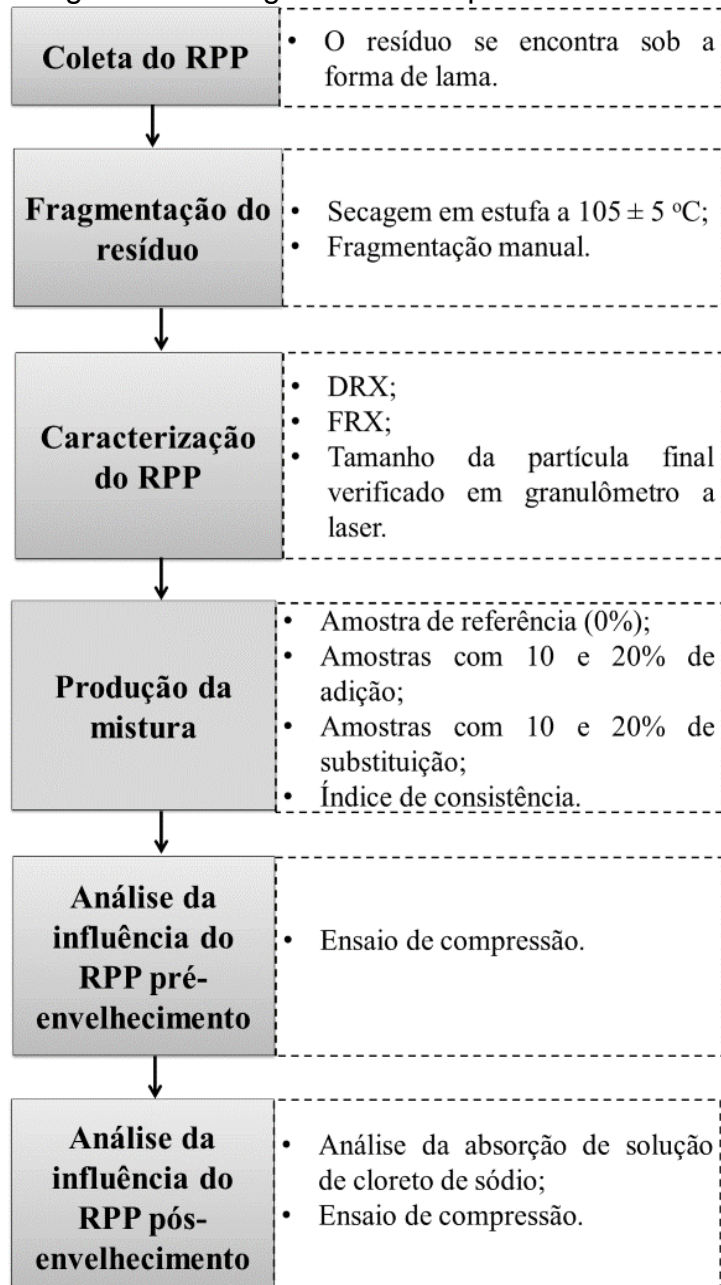 Coleta do RPP
• O resíduo se encontra sob a
forma de lama.
Fragmentação do
resíduo
• Secagem em estufa a 105 ± 5 ºC;
• Fragmentação manual.
Caracterização
do RPP
• DRX;
• FRX;
• Tamanho da partícula final
verificado em granulômetro a
laser.
Produção da
mistura
• Amostra de referência (0%);
• Amostras com 10 e 20% de
adição;
• Amostras com 10 e 20% de
substituição;
• Índice de consistência.
Análise da
influência do
RPP pré-
envelhecimento
• Ensaio de compressão.
Análise da
influência do
RPP pós-
envelhecimento
• Análise da absorção de solução
de cloreto de sódio;
• Ensaio de compressão.